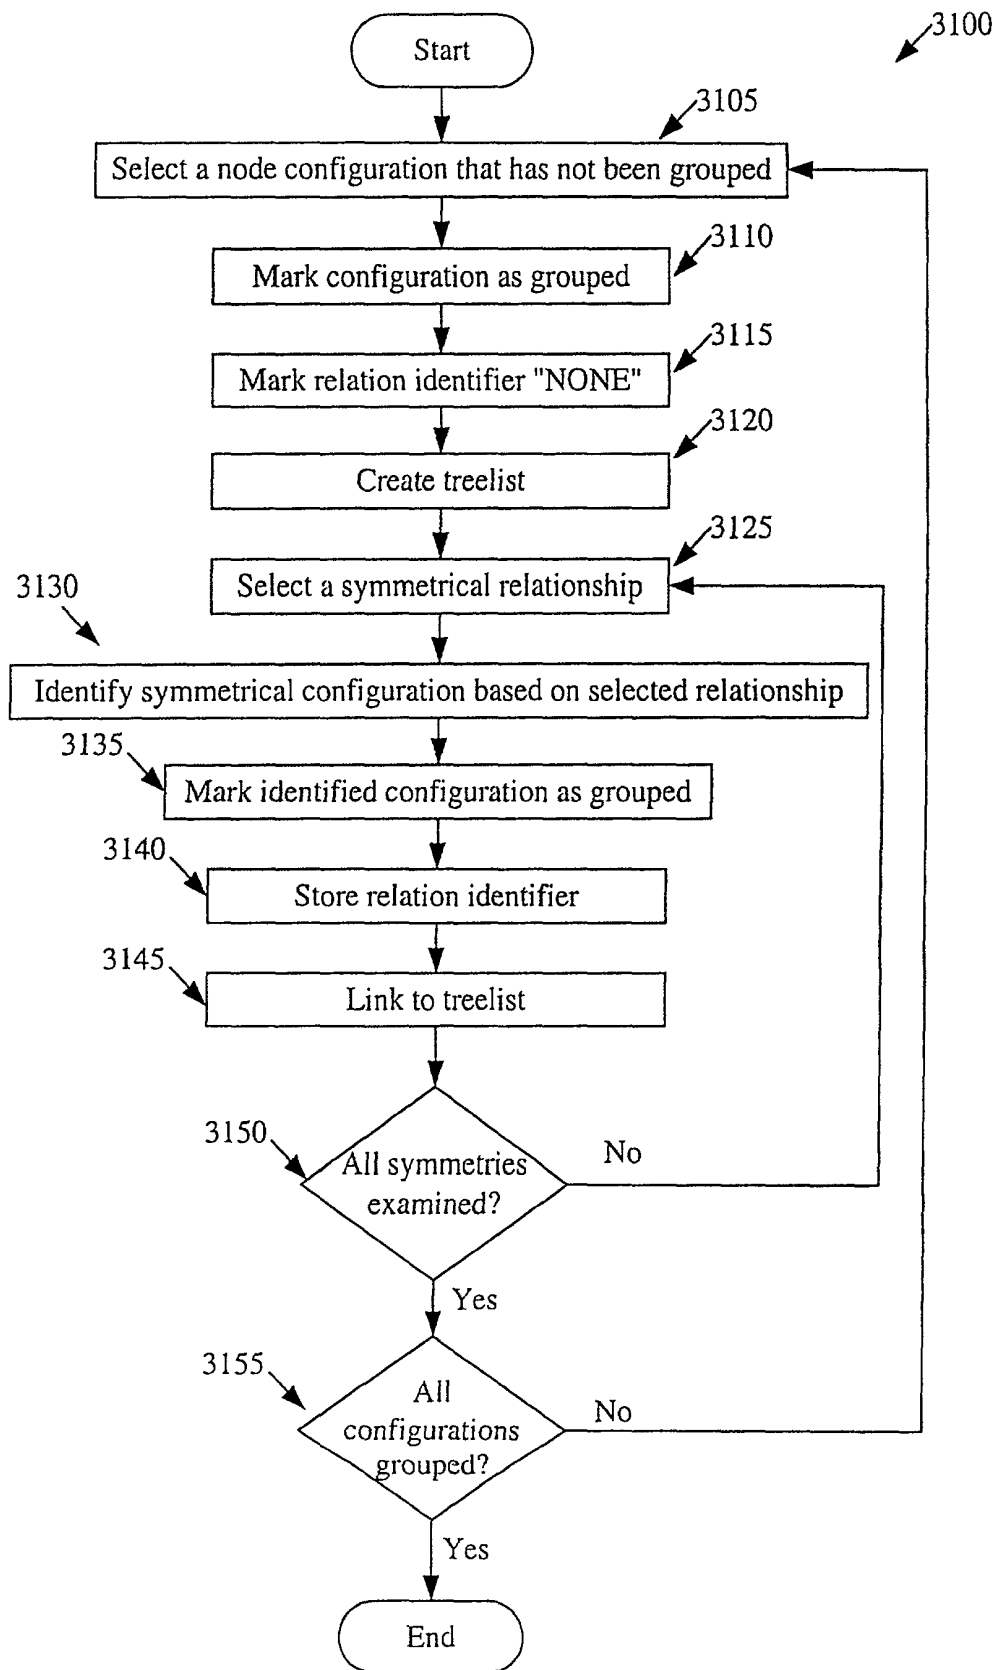 3100
Start
3105
Select a node configuration that has not been grouped
3110
Mark configuration as grouped
3115
Mark relation identifier "NONE"
3120
Create treelist
3125
Select a symmetrical relationship
3130
Identify symmetrical configuration based on selected relationship
3135
Mark identified configuration as grouped
3140
Store relation identifier
3145
Link to treelist
3150
All symmetries
examined?
No
Yes
3155
All
configurations
grouped?
No
Yes
End